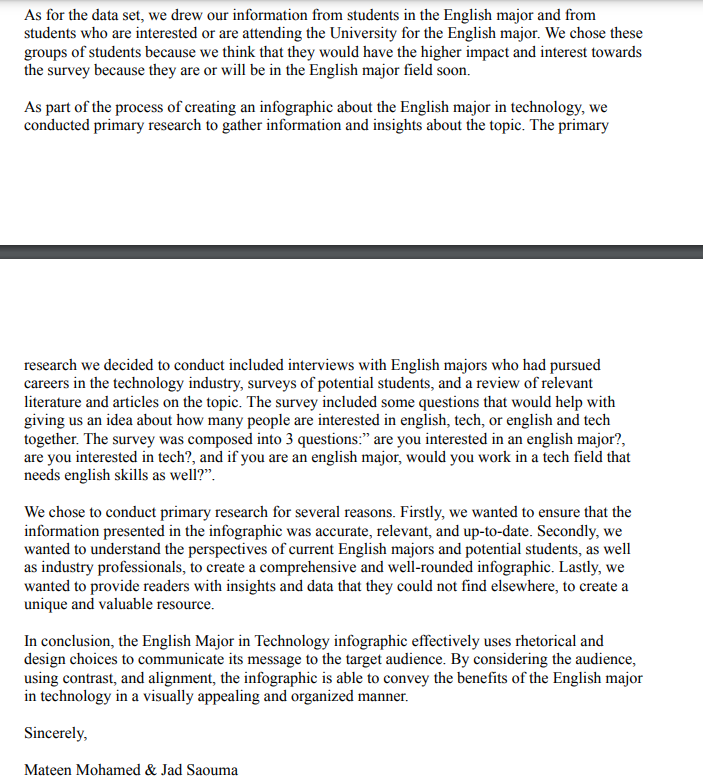 As for the data set, we drew our information from students in the English major and from
students who are interested or are attending the University for the English major. We chose these
groups of students because we think that they would have the higher impact and interest towards
the survey because they are or will be in the English major field soon.
As part of the process of creating an infographic about the English major in technology, we
conducted primary research to gather information and insights about the topic. The primary
research we decided to conduct included interviews with English majors who had pursued
careers in the technology industry, surveys of potential students, and a review of relevant
literature and articles on the topic. The survey included some questions that would help with
giving us an idea about how many people are interested in english, tech, or english and tech
together. The survey was composed into 3 questions:” are you interested in an english major?,
are you interested in tech?, and if you are an english major, would you work in a tech field that
needs english skills as well?”.
We chose to conduct primary research for several reasons. Firstly, we wanted to ensure that the
information presented in the infographic was accurate, relevant, and up-to-date. Secondly, we
wanted to understand the perspectives of current English majors and potential students, as well
as industry professionals, to create a comprehensive and well-rounded infographic. Lastly, we
wanted to provide readers with insights and data that they could not find elsewhere, to create a
unique and valuable resource.
In conclusion, the English Major in Technology infographic effectively uses rhetorical and
design choices to communicate its message to the target audience. By considering the audience,
using contrast, and alignment, the infographic is able to convey the benefits of the English major
in technology in a visually appealing and organized manner.
Sincerely,
Mateen Mohamed & Jad Saouma